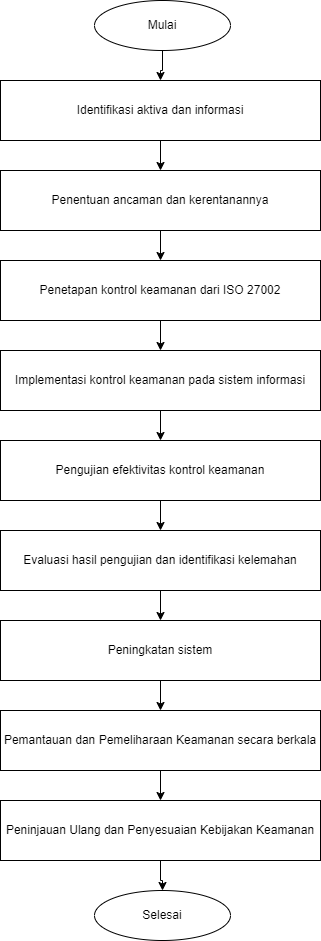 Mulai
Identifikasi aktiva dan informasi
Penentuan ancaman dan kerentanannya
Penetapan kontrol keamanan dari ISO 27002
Implementasi kontrol keamanan pada sistem informasi
Pengujian efektivitas kontrol keamanan
Evaluasi hasil pengujian dan identifikasi kelemahan
Peningkatan sistem
Pemantauan dan Pemeliharaan Keamanan secara berkala
Peninjauan Ulang dan Penyesuaian Kebijakan Keamanan
Selesai